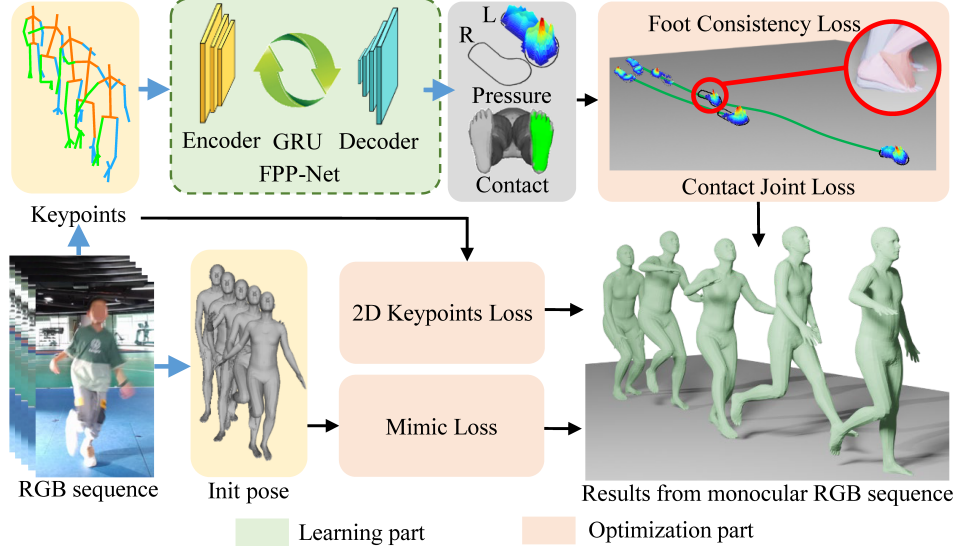 L
R
Foot Consistency Loss
Pressure
Encoder GRU Decoder
FPP-Net
Contact
Contact Joint Loss
Keypoints
2D Keypoints Loss
Mimic Loss
RGB sequence
Init pose
Results from monocular RGB sequence
Learning part
Optimization part